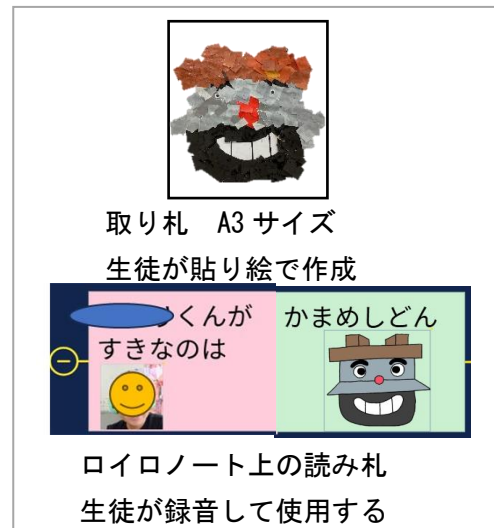 取り札　A3サイズ
生徒が貼り絵で作成
くんが
すきなのは
かまめしどん
ロイロノート上の読み札
生徒が録音して使用する